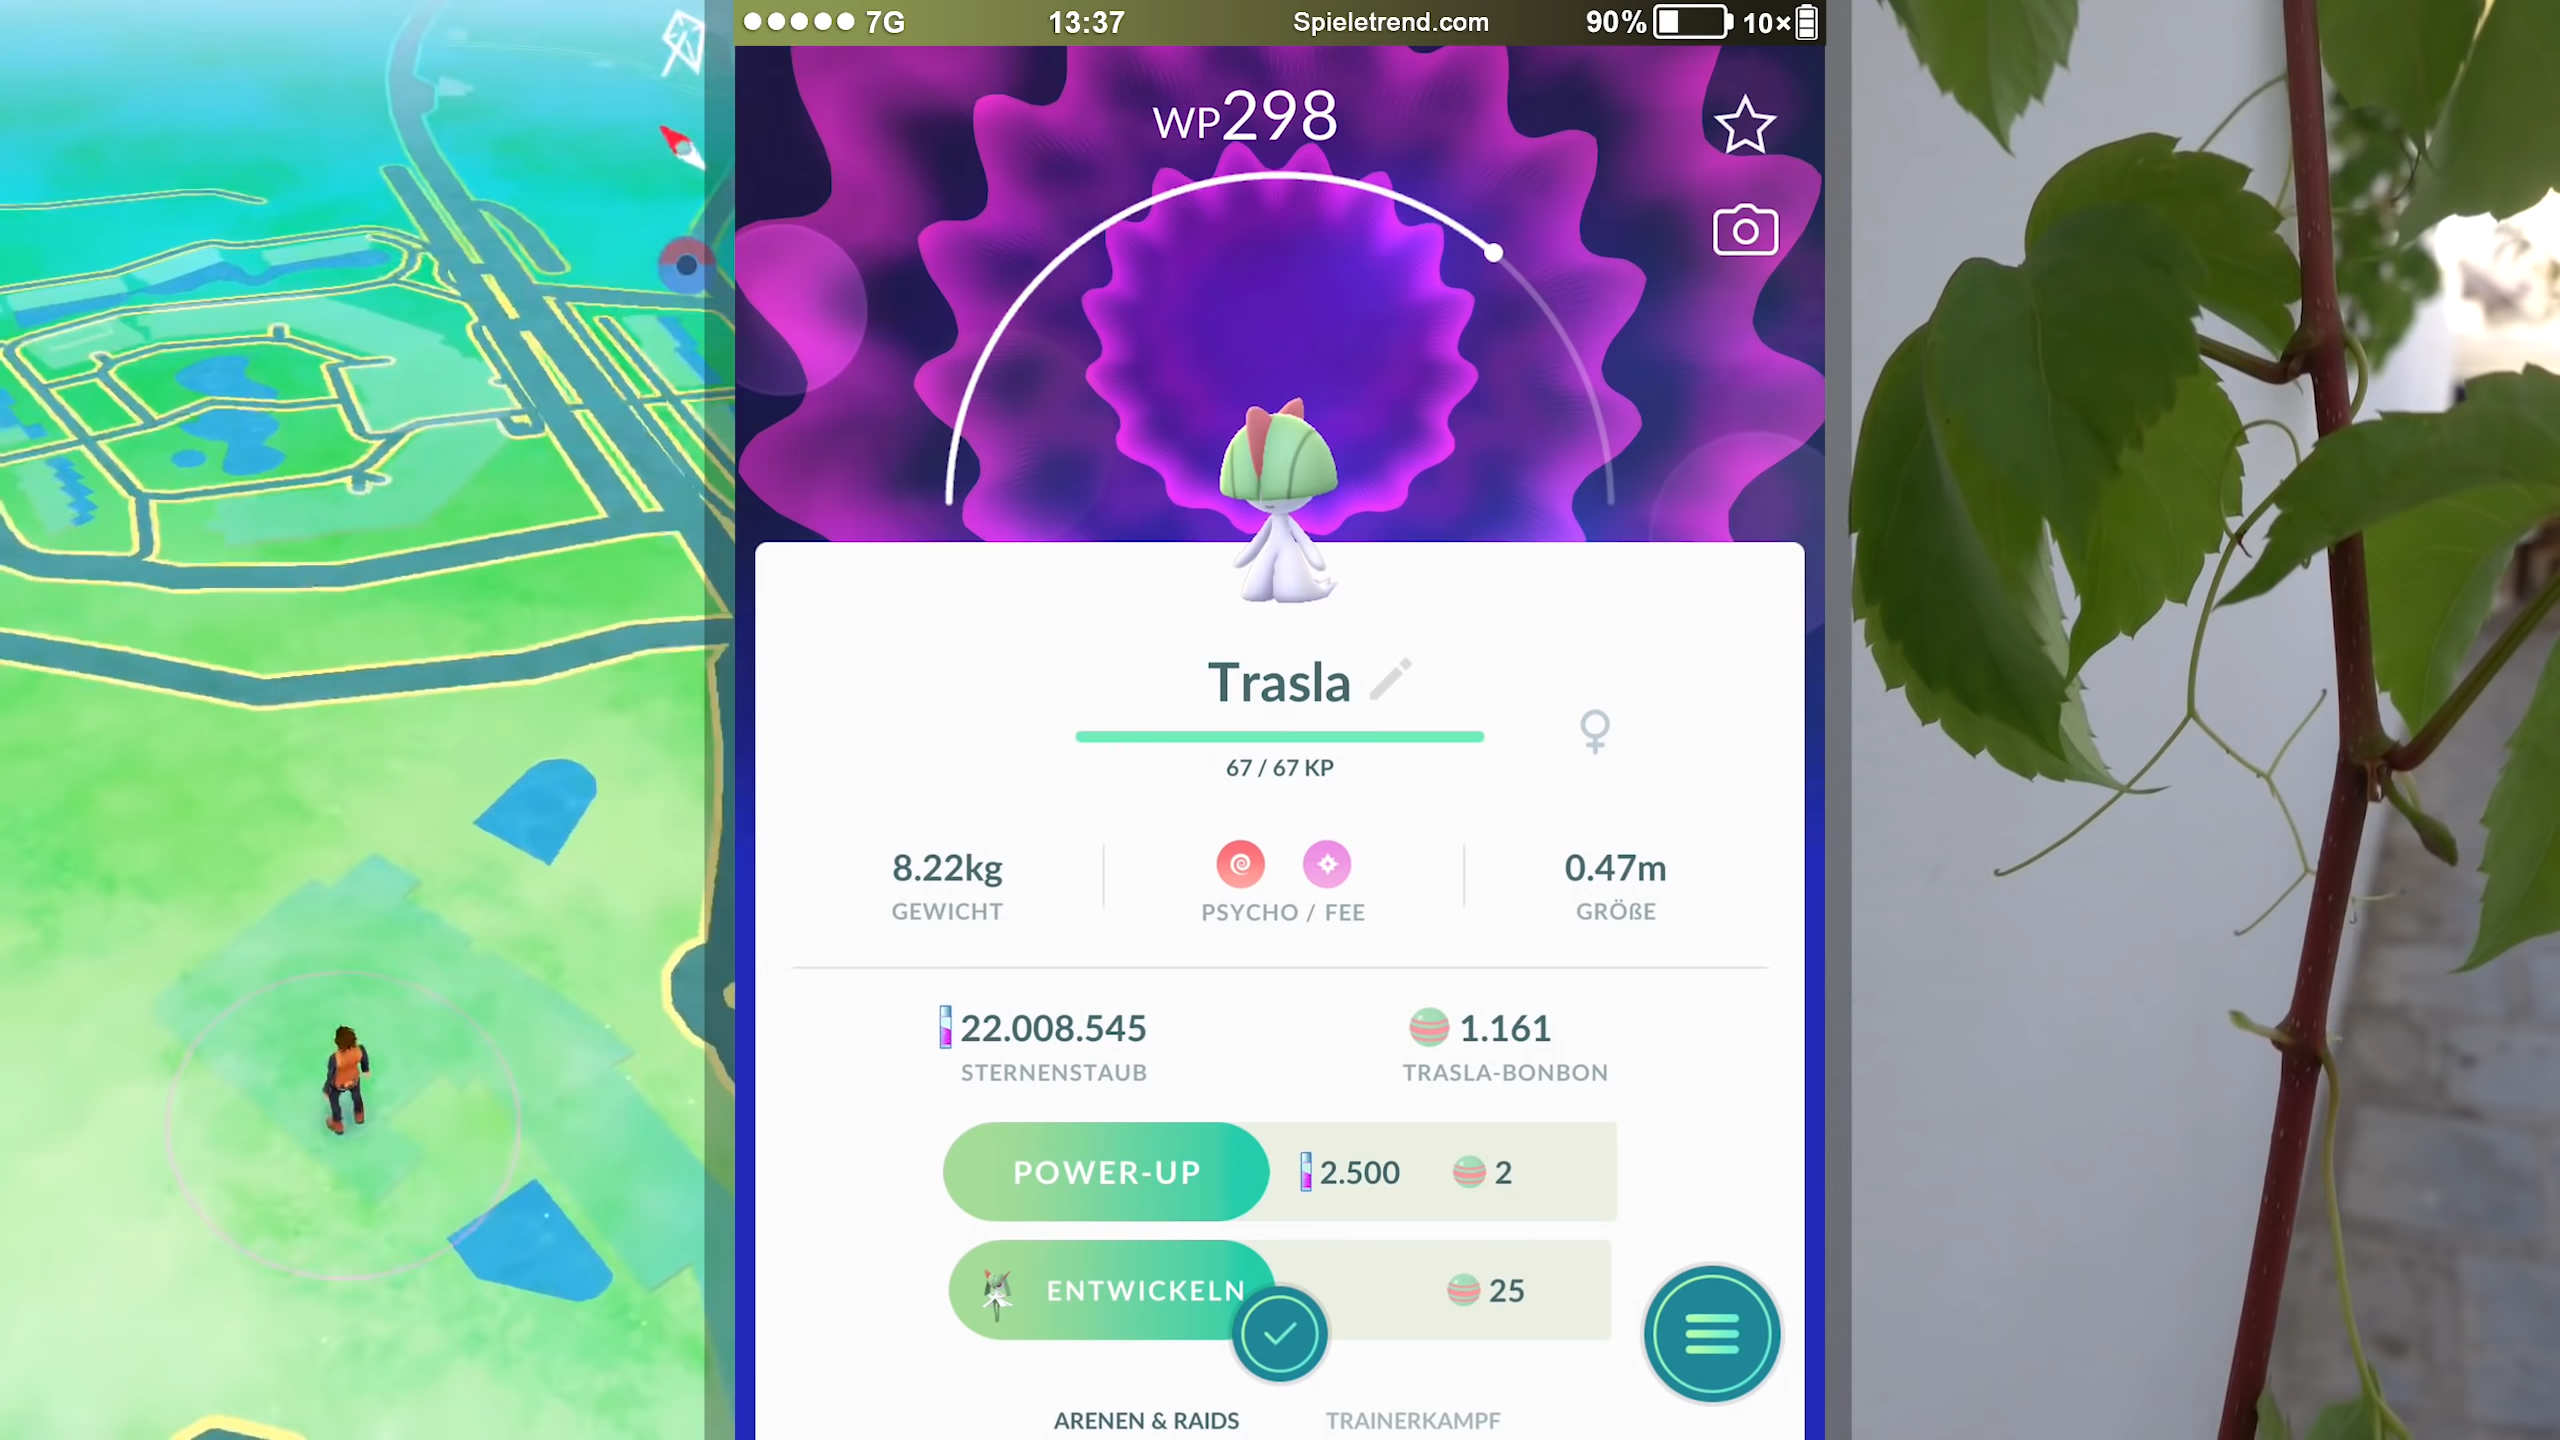 7G 13:37 Spieletrend.com 90% 10×
WP298
Trasla
67 / 67 KP
8.22kg PSYCHO / FEE 0.47m
GEWICHT GRÖßE
22.008.545 1.161
STERNENSTAUB TRASLA-BONBON
POWER-UP 2.500 2
ENTWICKELN 25
ARENEN & RAIDS TRAINERKAMPF